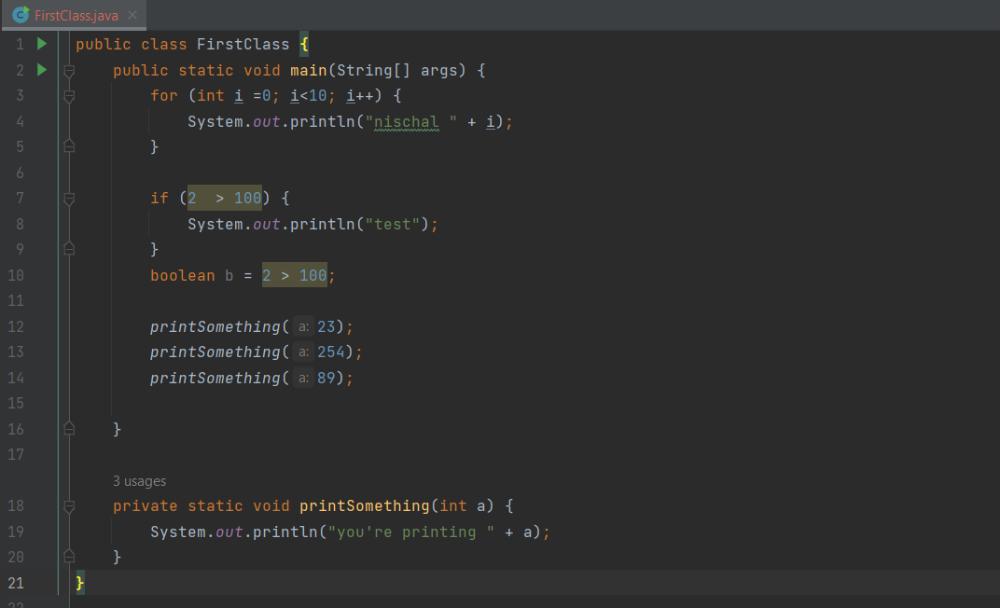 FirstClass.java
1 public class FirstClass {
2 public static void main(String[] args) {
3 for (int i =0; i<10; i++) {
4 System.out.println("nischal " + i);
5 }
6
7 if (2  > 100) {
8 System.out.println("test");
9 }
10 boolean b = 2 > 100;
11
12 printSomething( a: 23);
13 printSomething( a: 254);
14 printSomething( a: 89);
15
16 }
17
3 usages
18 private static void printSomething(int a) {
19 System.out.println("you're printing " + a);
20 }
21 }
22